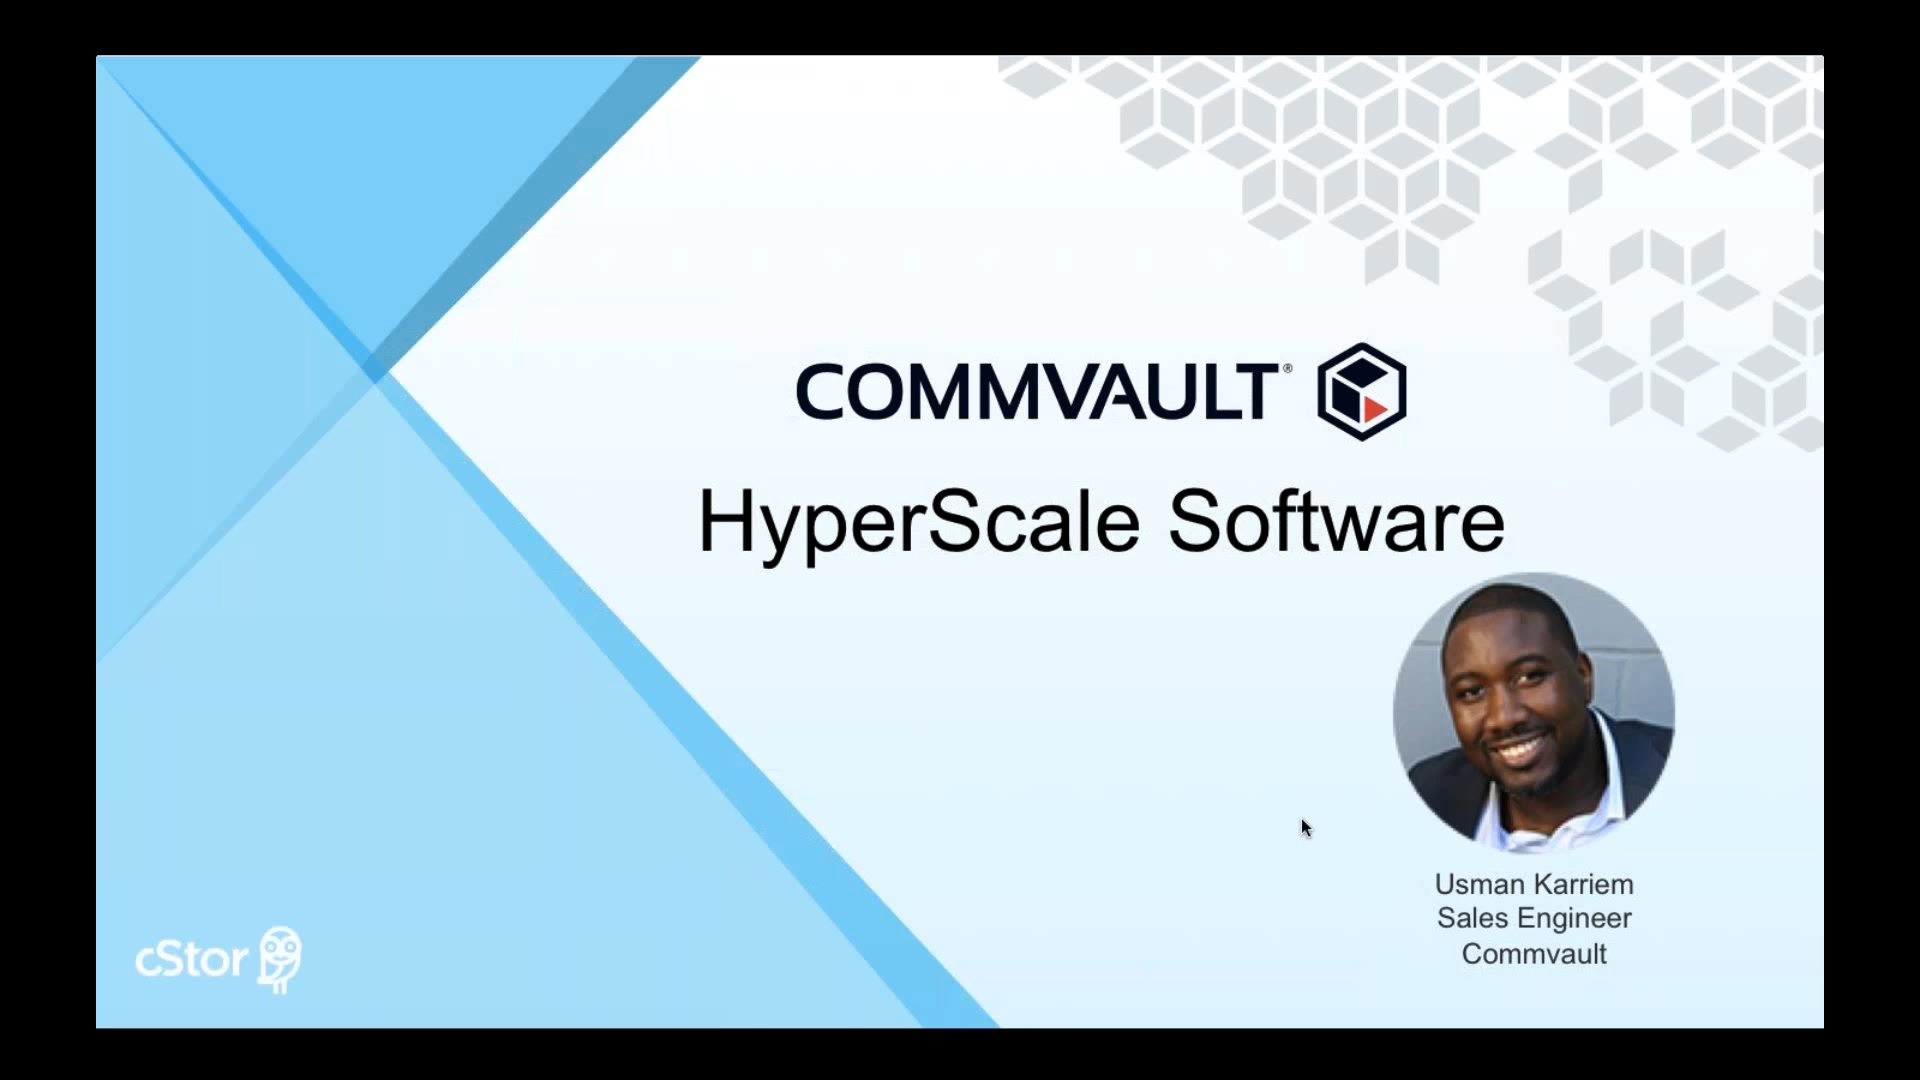 COMMVAULT®
HyperScale Software
Usman Karriem
Sales Engineer
Commvault
cStor